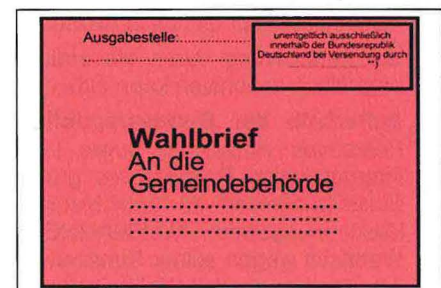 Ausgabestelle:....................
........................................
unentgeltlich ausschließlich
innerhalb der Bundesrepublik
Deutschland bei Versendung durch
.................... **)
Wahlbrief
An die
Gemeindebehörde
........................................
........................................
........................................